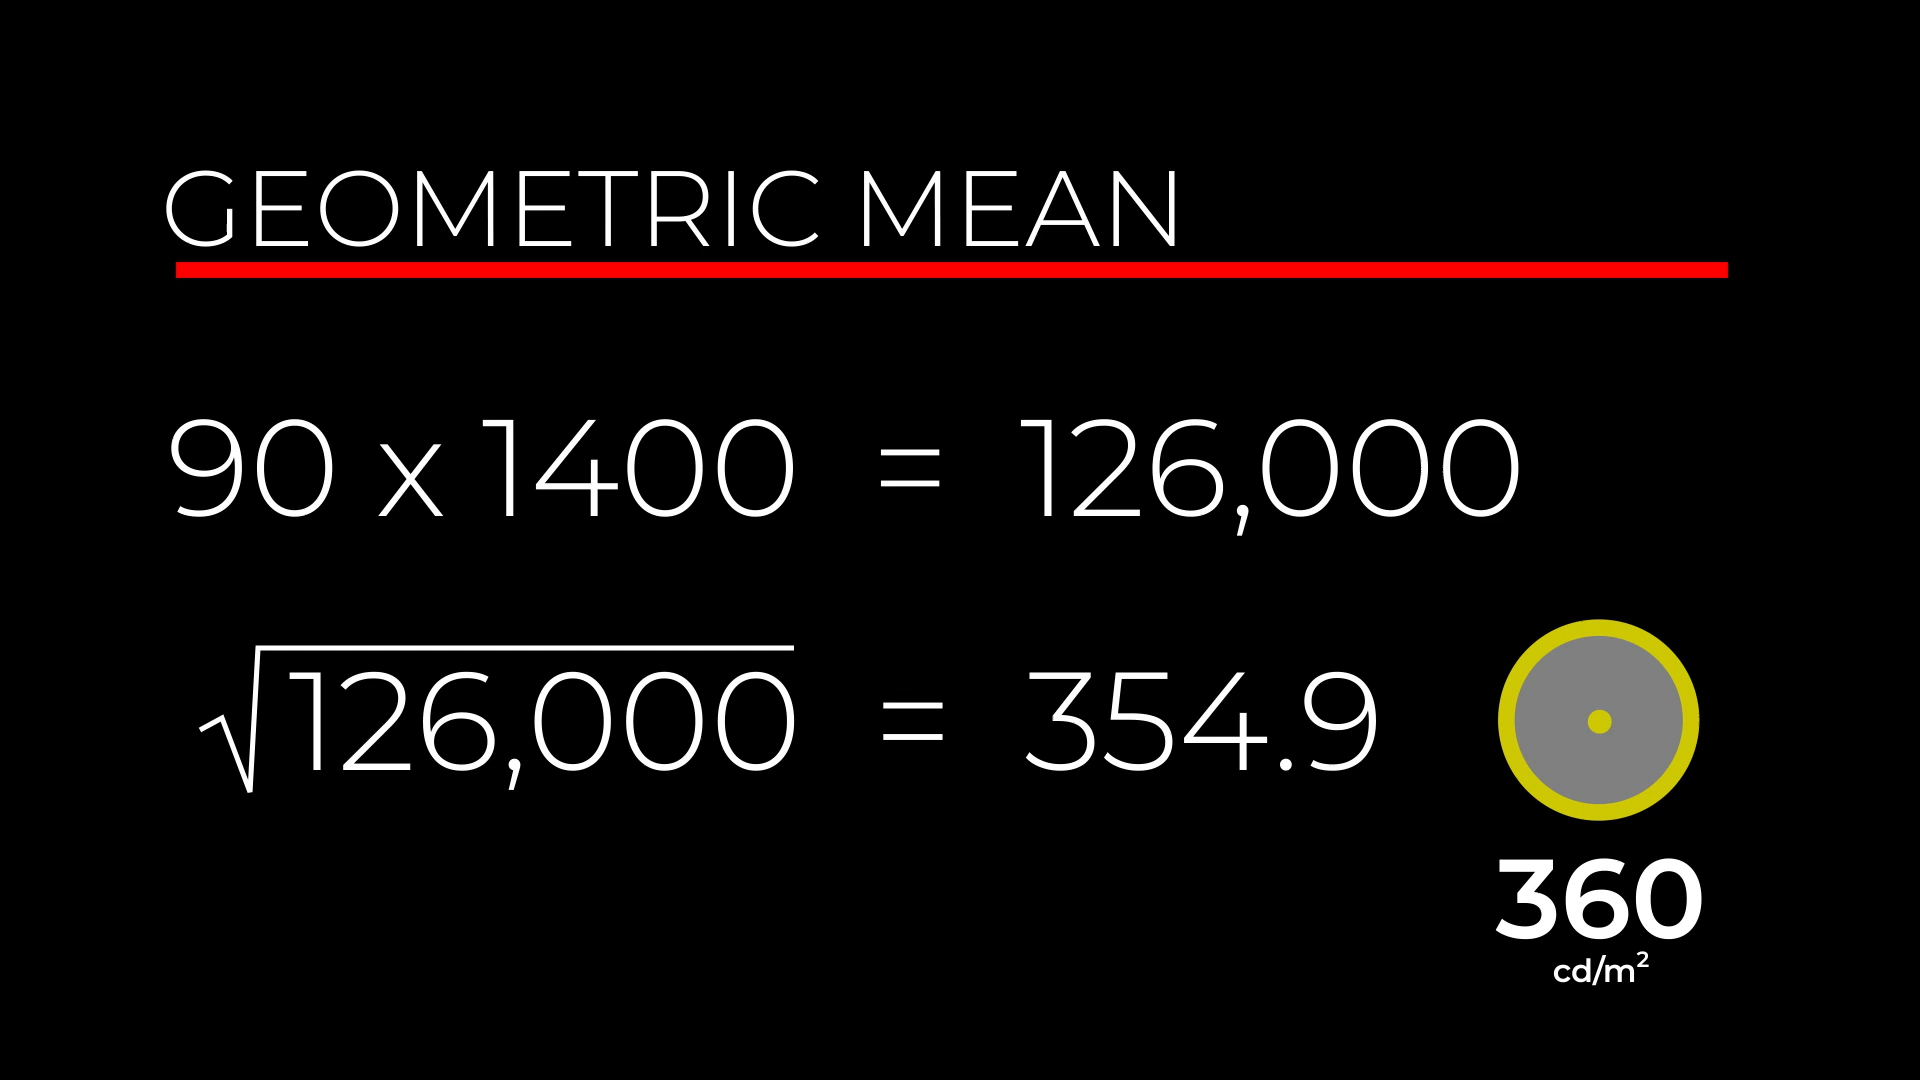 GEOMETRIC MEAN
90 x 1400 = 126,000
√126,000 = 354.9
360
cd/m²